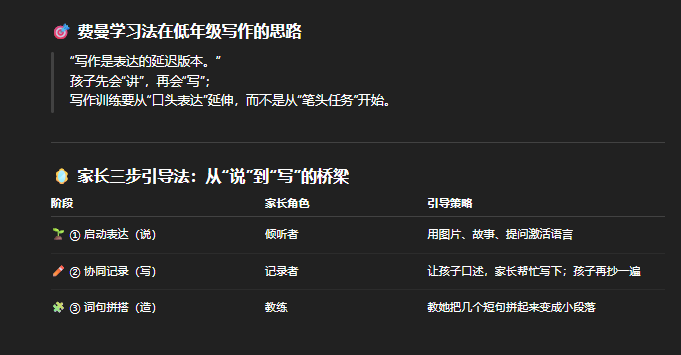 🎯 费曼学习法在低年级写作的思路
“写作是表达的延迟版本。”
孩子先会“讲”，再会“写”；
写作训练要从“口头表达”延伸，而不是从“笔头任务”开始。
🪞 家长三步引导法：从“说”到“写”的桥梁
阶段 家长角色 引导策略
🌱 ① 启动表达（说） 倾听者 用图片、故事、提问激活语言
🖍️ ② 协同记录（写） 记录者 让孩子口述，家长帮忙写下；孩子再抄一遍
🧩 ③ 词句拼搭（造） 教练 教她把几个短句拼起来变成小段落